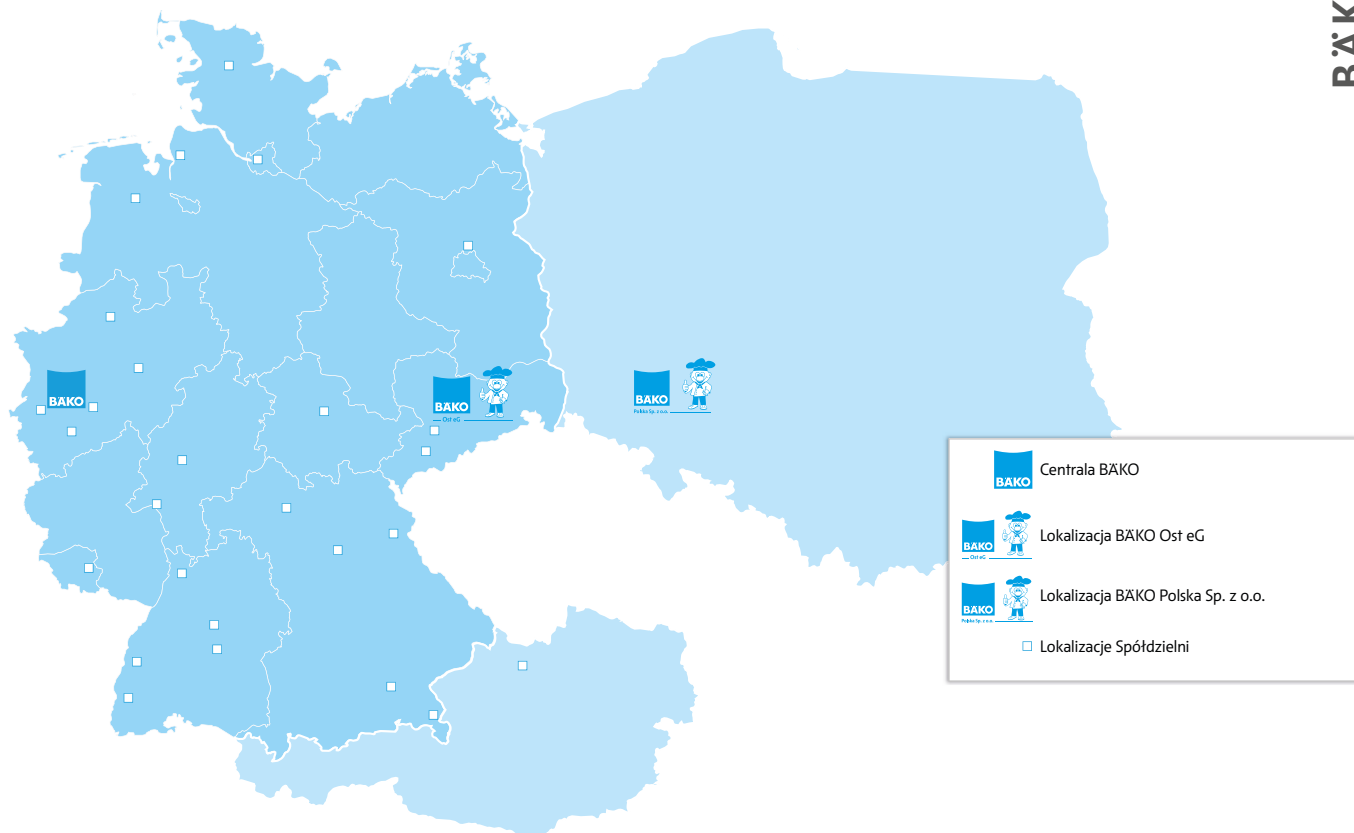 BÄK
BÄKO
BÄKO
Ost eG
BÄKO
Polska Sp. z o.o.
BÄKO
Centrala BÄKO
BÄKO
Ost eG
Lokalizacja BÄKO Ost eG
BÄKO
Polska Sp. z o.o.
Lokalizacja BÄKO Polska Sp. z o.o.
Lokalizacje Spółdzielni